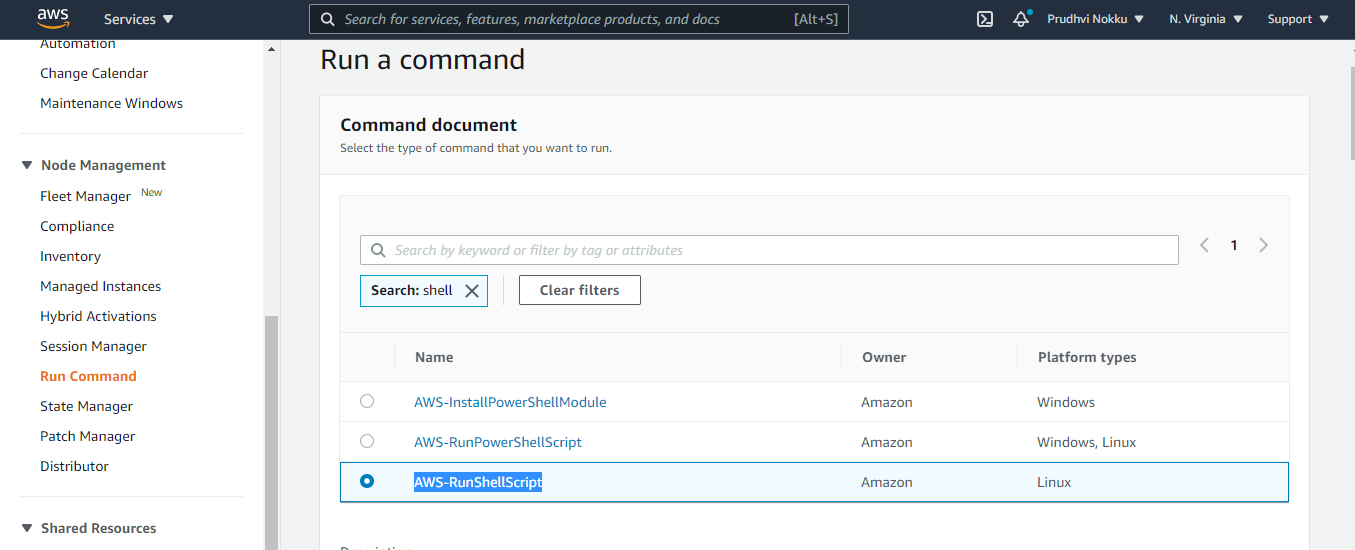 aws Services Search for services, features, marketplace products, and docs [Alt+S] Prudhvi Nokku N. Virginia Support
Automation
Change Calendar
Maintenance Windows
Node Management
Fleet Manager New
Compliance
Inventory
Managed Instances
Hybrid Activations
Session Manager
Run Command
State Manager
Patch Manager
Distributor
Shared Resources
Run a command
Command document
Select the type of command that you want to run.
Search by keyword or filter by tag or attributes
1
Search: shell Clear filters
Name Owner Platform types
AWS-InstallPowerShellModule Amazon Windows
AWS-RunPowerShellScript Amazon Windows, Linux
AWS-RunShellScript Amazon Linux
Description